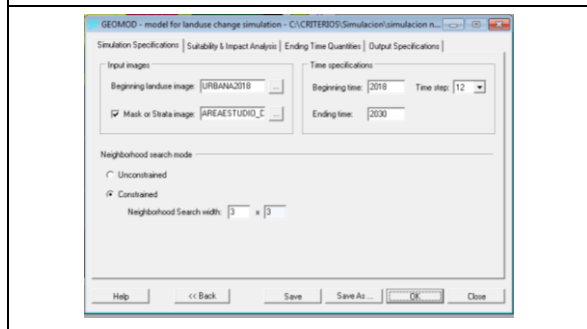 GEOMOD - model for landuse change simulation - C:\CRITERIOS\Simulacion\simulacion n...
Simulation Specifications | Suitability & Impact Analysis | Ending Time Quantities | Output Specifications
Input images
Beginning landuse image: URBANA2018 ...
Mask or Strata image: AREAESTUDIO_D ...
Time specifications
Beginning time: 2018 Time step: 12
Ending time: 2030
Neighborhood search mode
Unconstrained
Constrained
Neighborhood Search width: 3 x 3
Help << Back Save Save As ... OK Close